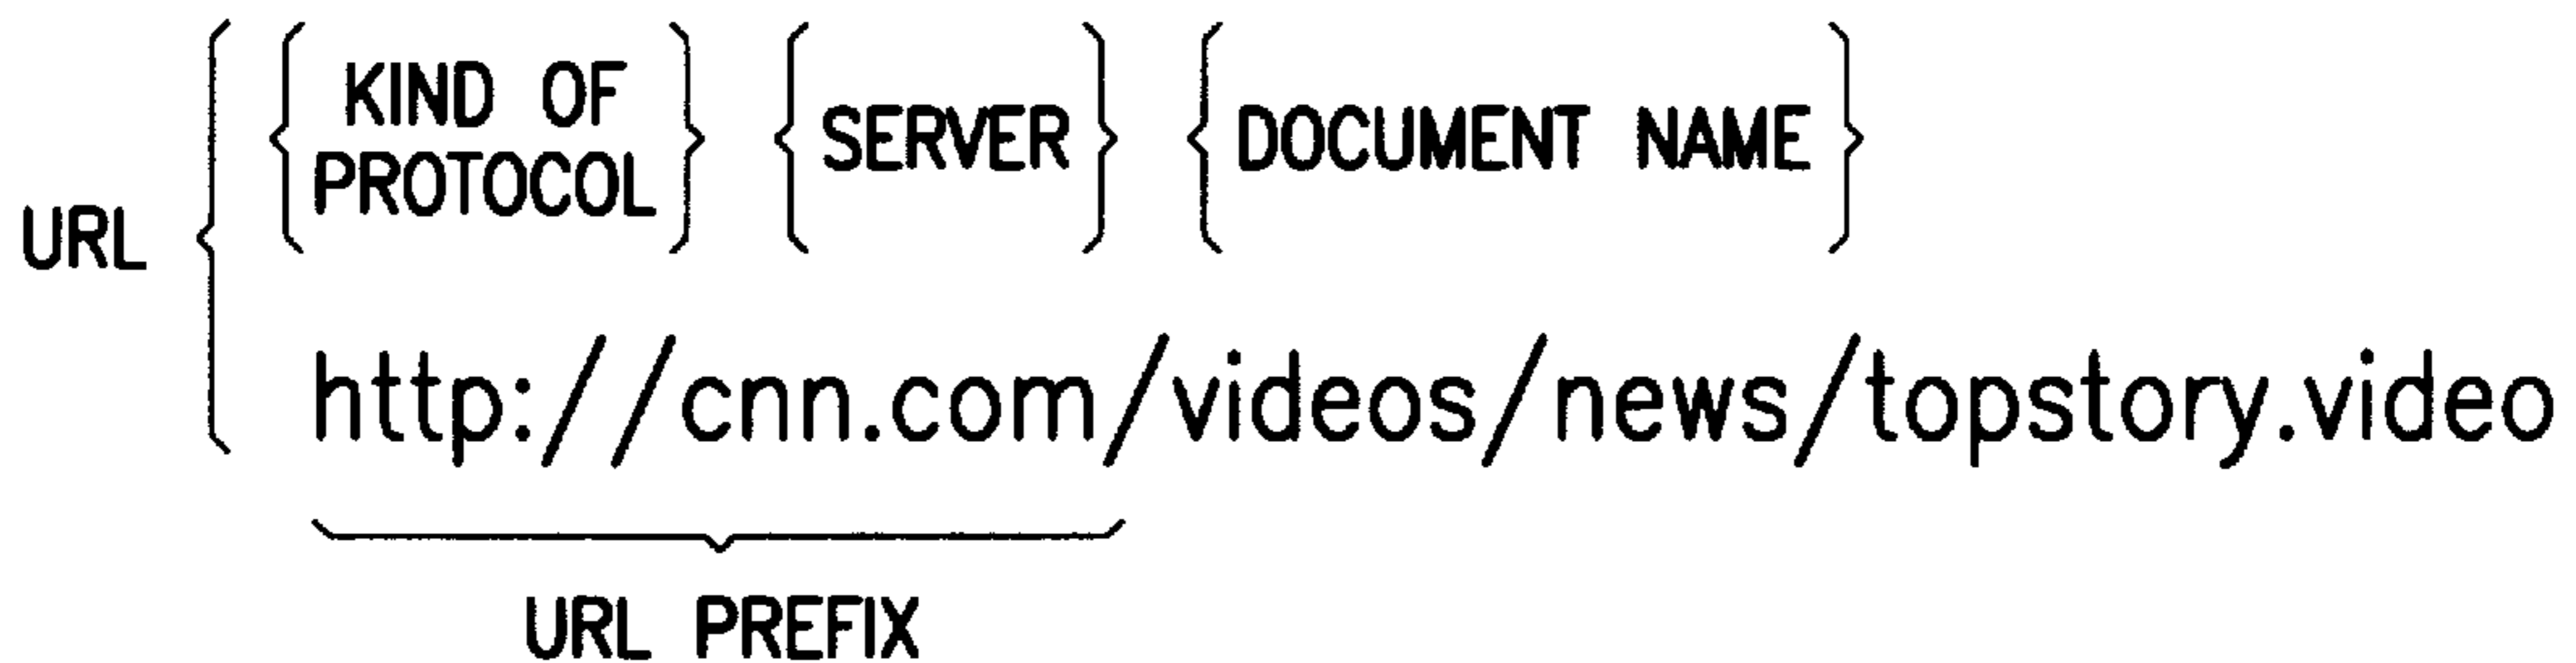 KIND OF
PROTOCOL
SERVER
DOCUMENT NAME
URL
http://cnn.com/videos/news/topstory.video
URL PREFIX